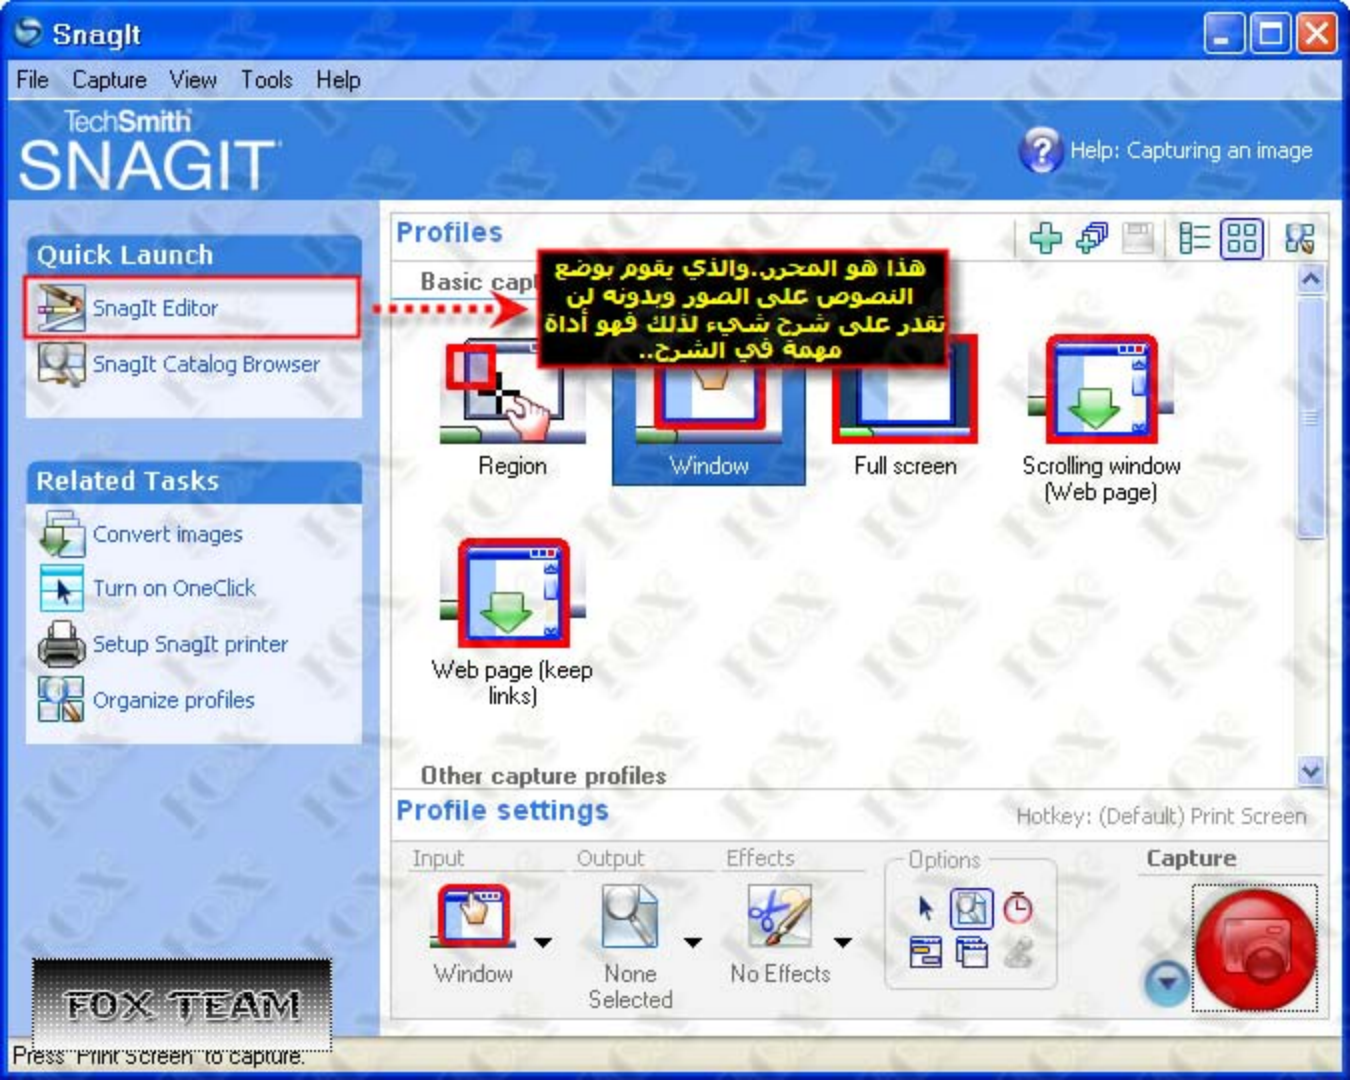 SnagIt
File Capture View Tools Help
TechSmith
SNAGIT
Help: Capturing an image
Quick Launch
SnagIt Editor
SnagIt Catalog Browser
Related Tasks
Convert images
Turn on OneClick
Setup SnagIt printer
Organize profiles
Profiles
Basic cap
هذا هو المحرر..والذي يقوم بوضع
النصوص على الصور وبدونه لن
تقدر على شرح شيء لذلك فهو أداة
مهمة في الشرح..
Region
Window
Full screen
Scrolling window
(Web page)
Web page (keep
links)
Other capture profiles
Profile settings
Hotkey: (Default) Print Screen
Input
Output
Effects
Options
Capture
Window
None
Selected
No Effects
FOX TEAM
Press "Print Screen" to capture.
FOX